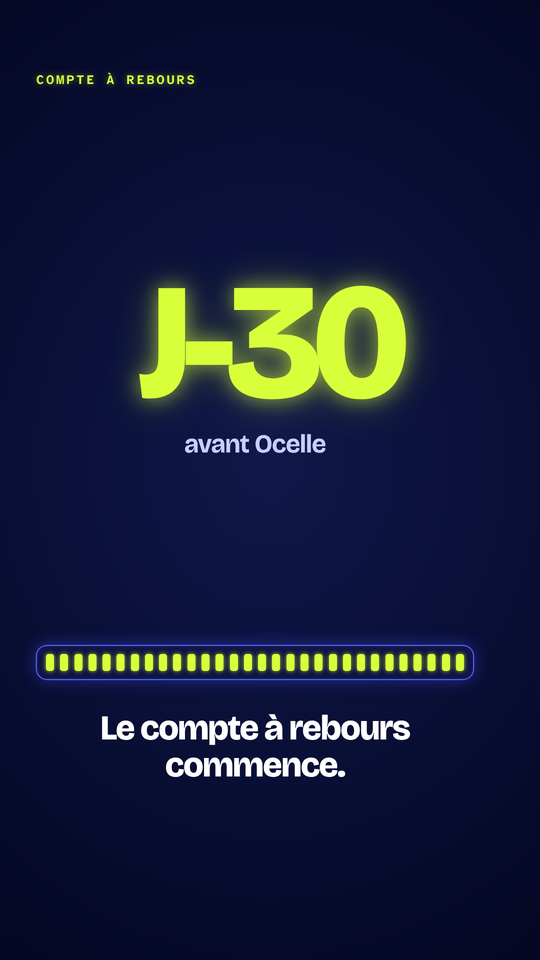 COMPTE À REBOURS
J-30
avant Ocelle
Le compte à rebours
commence.